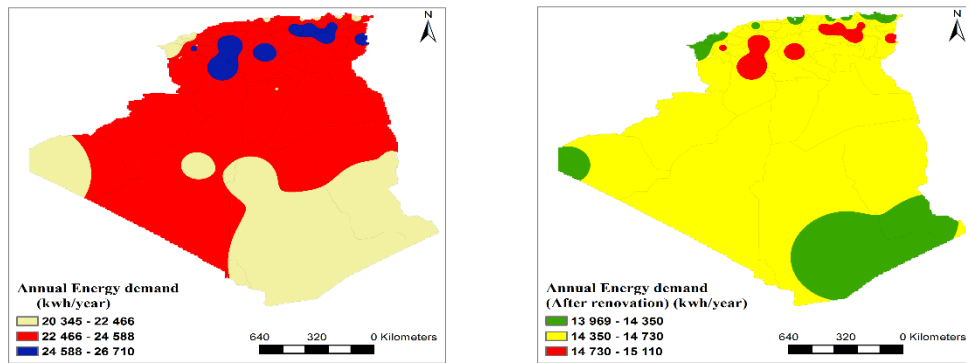 N
Annual Energy demand
(kwh/year)
20 345 - 22 466
22 466 - 24 588
24 588 - 26 710
640 320 0 Kilometers
N
Annual Energy demand
(After renovation) (kwh/year)
13 969 - 14 350
14 350 - 14 730
14 730 - 15 110
640 320 0 Kilometers